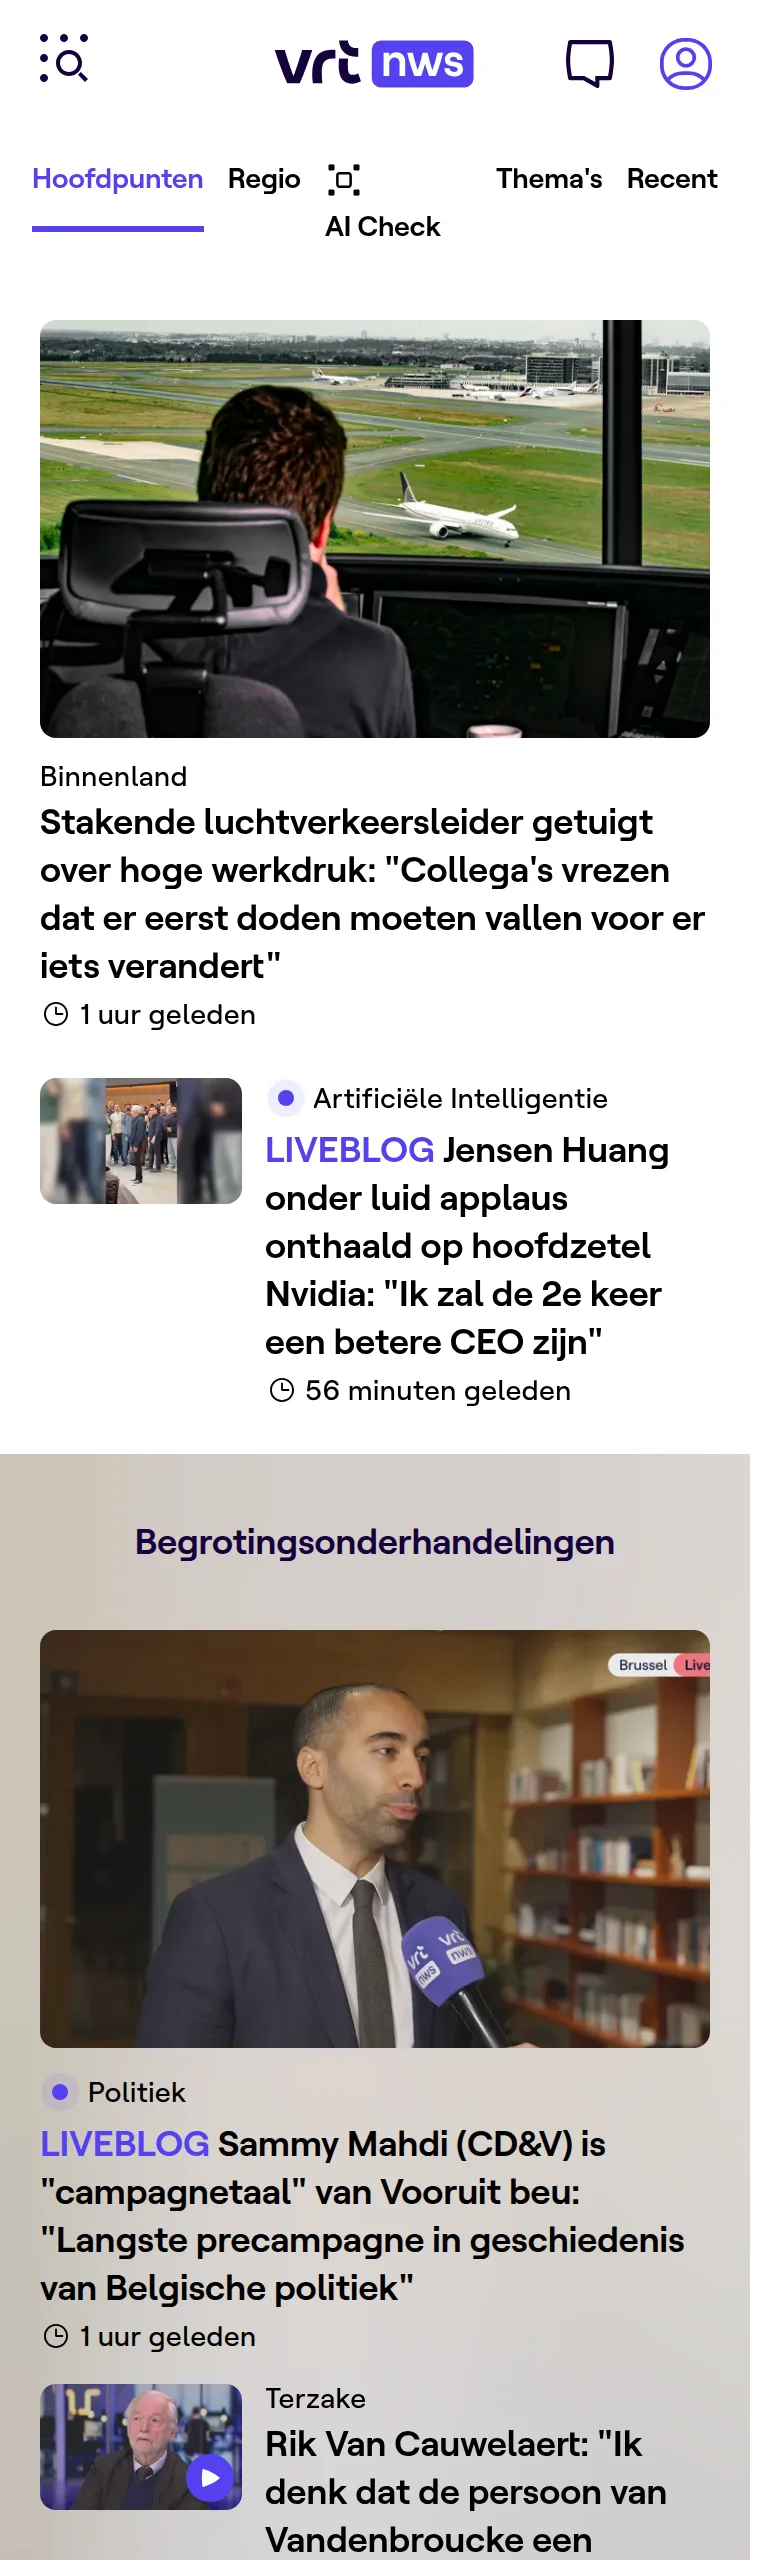 vrt nws
Hoofdpunten
Regio
AI Check
Thema's
Recent
Binnenland
Stakende luchtverkeersleider getuigt
over hoge werkdruk: "Collega's vrezen
dat er eerst doden moeten vallen voor er
iets verandert"
1 uur geleden
Artificiële Intelligentie
LIVEBLOG Jensen Huang
onder luid applaus
onthaald op hoofdzetel
Nvidia: "Ik zal de 2e keer
een betere CEO zijn"
56 minuten geleden
Begrotingsonderhandelingen
Brussel Live
vrt nws
vrt nws
Politiek
LIVEBLOG Sammy Mahdi (CD&V) is
"campagnetaal" van Vooruit beu:
"Langste precampagne in geschiedenis
van Belgische politiek"
1 uur geleden
Terzake
Rik Van Cauwelaert: "Ik
denk dat de persoon van
Vandenbroucke een